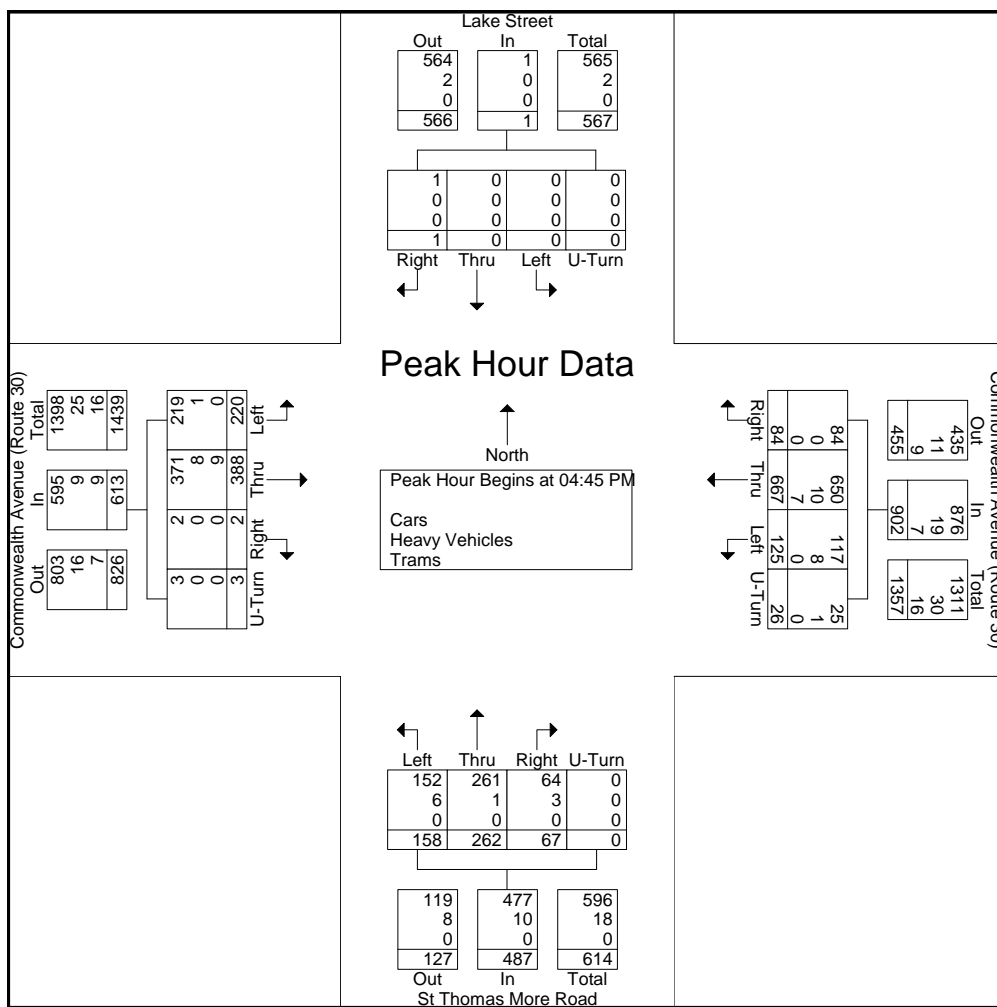 Lake Street
Out In Total
564 1 565
2 0 2
0 0 0
566 1 567
1 0 0 0
0 0 0 0
0 0 0 0
1 0 0 0
Right Thru Left U-Turn
Peak Hour Data
North
Peak Hour Begins at 04:45 PM
Cars
Heavy Vehicles
Trams
Commonwealth Avenue (Route 30)
Out In Total
803 595 1398
16 9 25
7 9 16
826 613 1439
U-Turn Right Thru Left
3 2 371 219
0 0 8 1
0 0 9 0
3 2 388 220
Commonwealth Avenue (Route 30)
Out In Total
435 876 1311
11 19 30
9 7 16
455 902 1357
Right Thru Left U-Turn
84 650 117 25
0 10 8 1
0 7 0 0
84 667 125 26
Left Thru Right U-Turn
152 261 64 0
6 1 3 0
0 0 0 0
158 262 67 0
119 477 596
8 10 18
0 0 0
127 487 614
Out In Total
St Thomas More Road